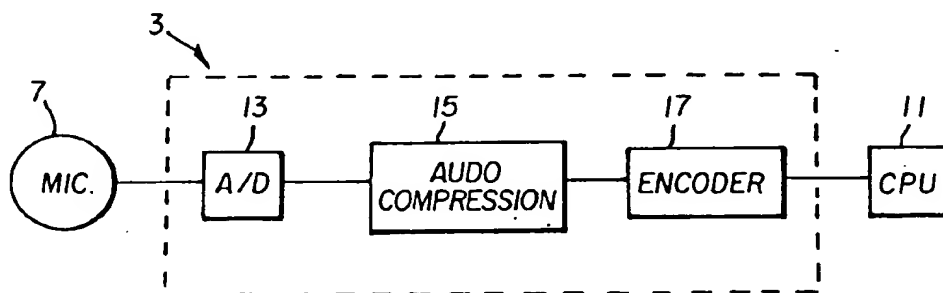 3
7
13
15
17
11
MIC.
A/D
AUDO
COMPRESSION
ENCODER
CPU